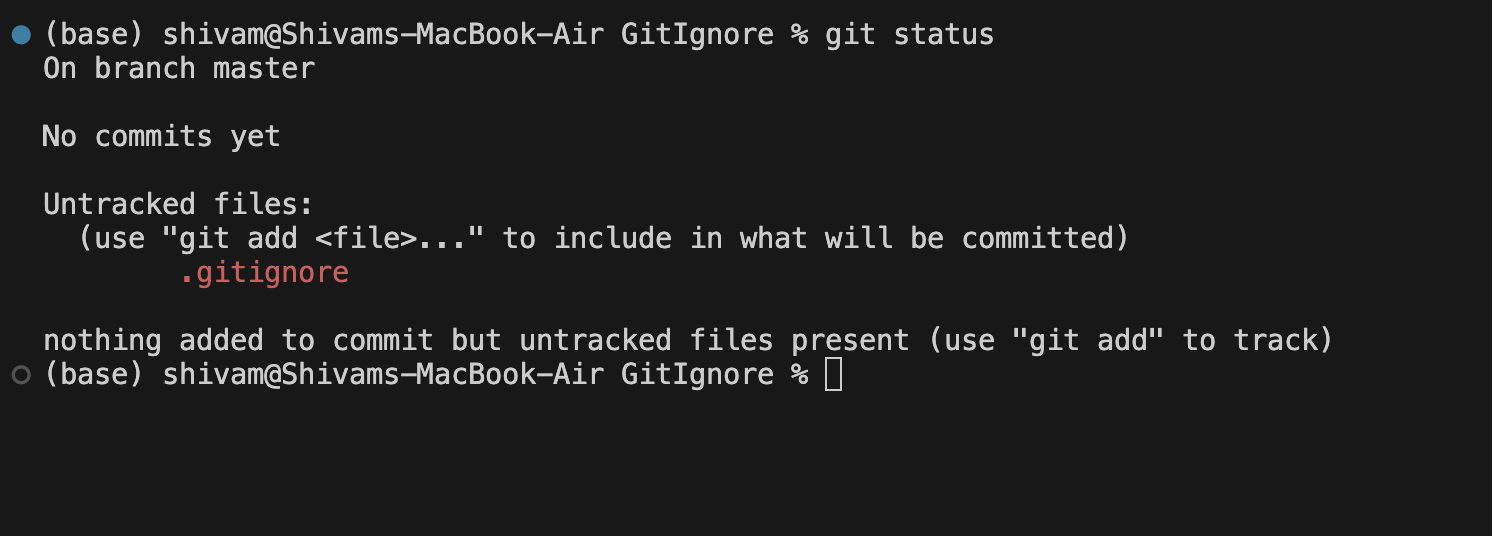 (base) shivam@Shivams-MacBook-Air GitIgnore % git status
On branch master
No commits yet
Untracked files:
(use "git add <file>..." to include in what will be committed)
.gitignore
nothing added to commit but untracked files present (use "git add" to track)
(base) shivam@Shivams-MacBook-Air GitIgnore %